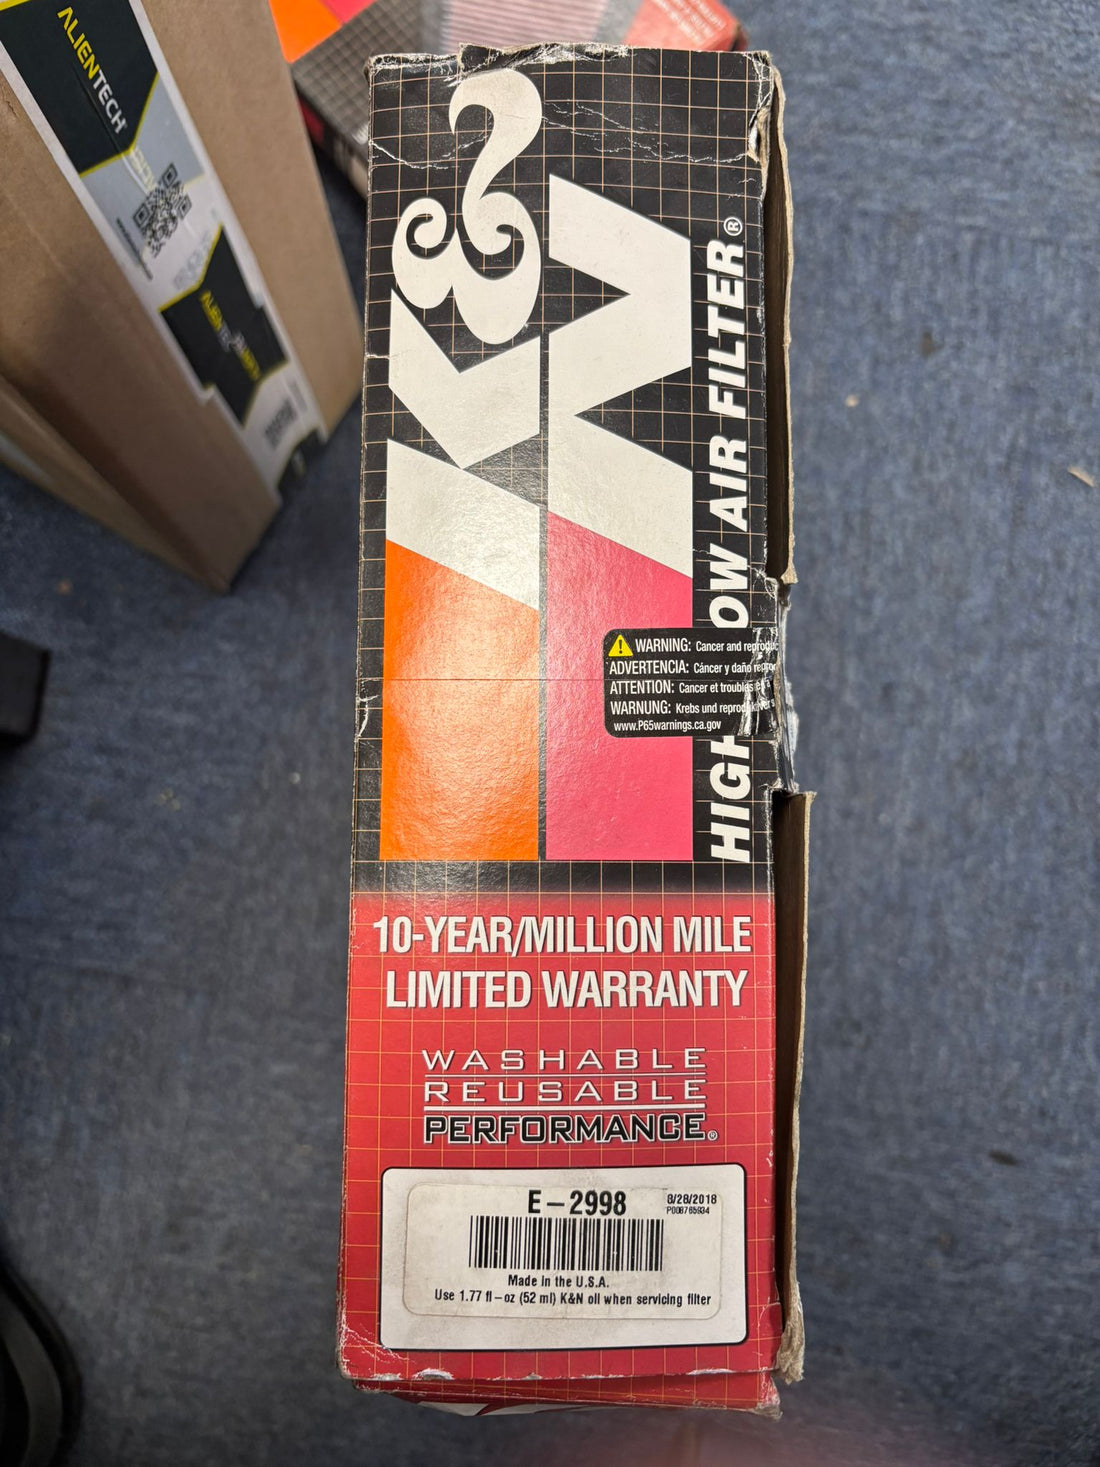 ALIENTECH
K&N
HIGH FLOW AIR FILTER®
WARNING: Cancer and
ADVERTENCIA: Cáncer y daño
ATTENTION: Cancer et troubles
WARNUNG: Krebs und
www.P65warnings.ca.gov
10-YEAR/MILLION MILE
LIMITED WARRANTY
WASHABLE
REUSABLE
PERFORMANCE®
E-2998
8/28/2018
P006765934
Made in the U.S.A.
Use 1.77 fl-oz (52 ml) K&N oil when servicing filter